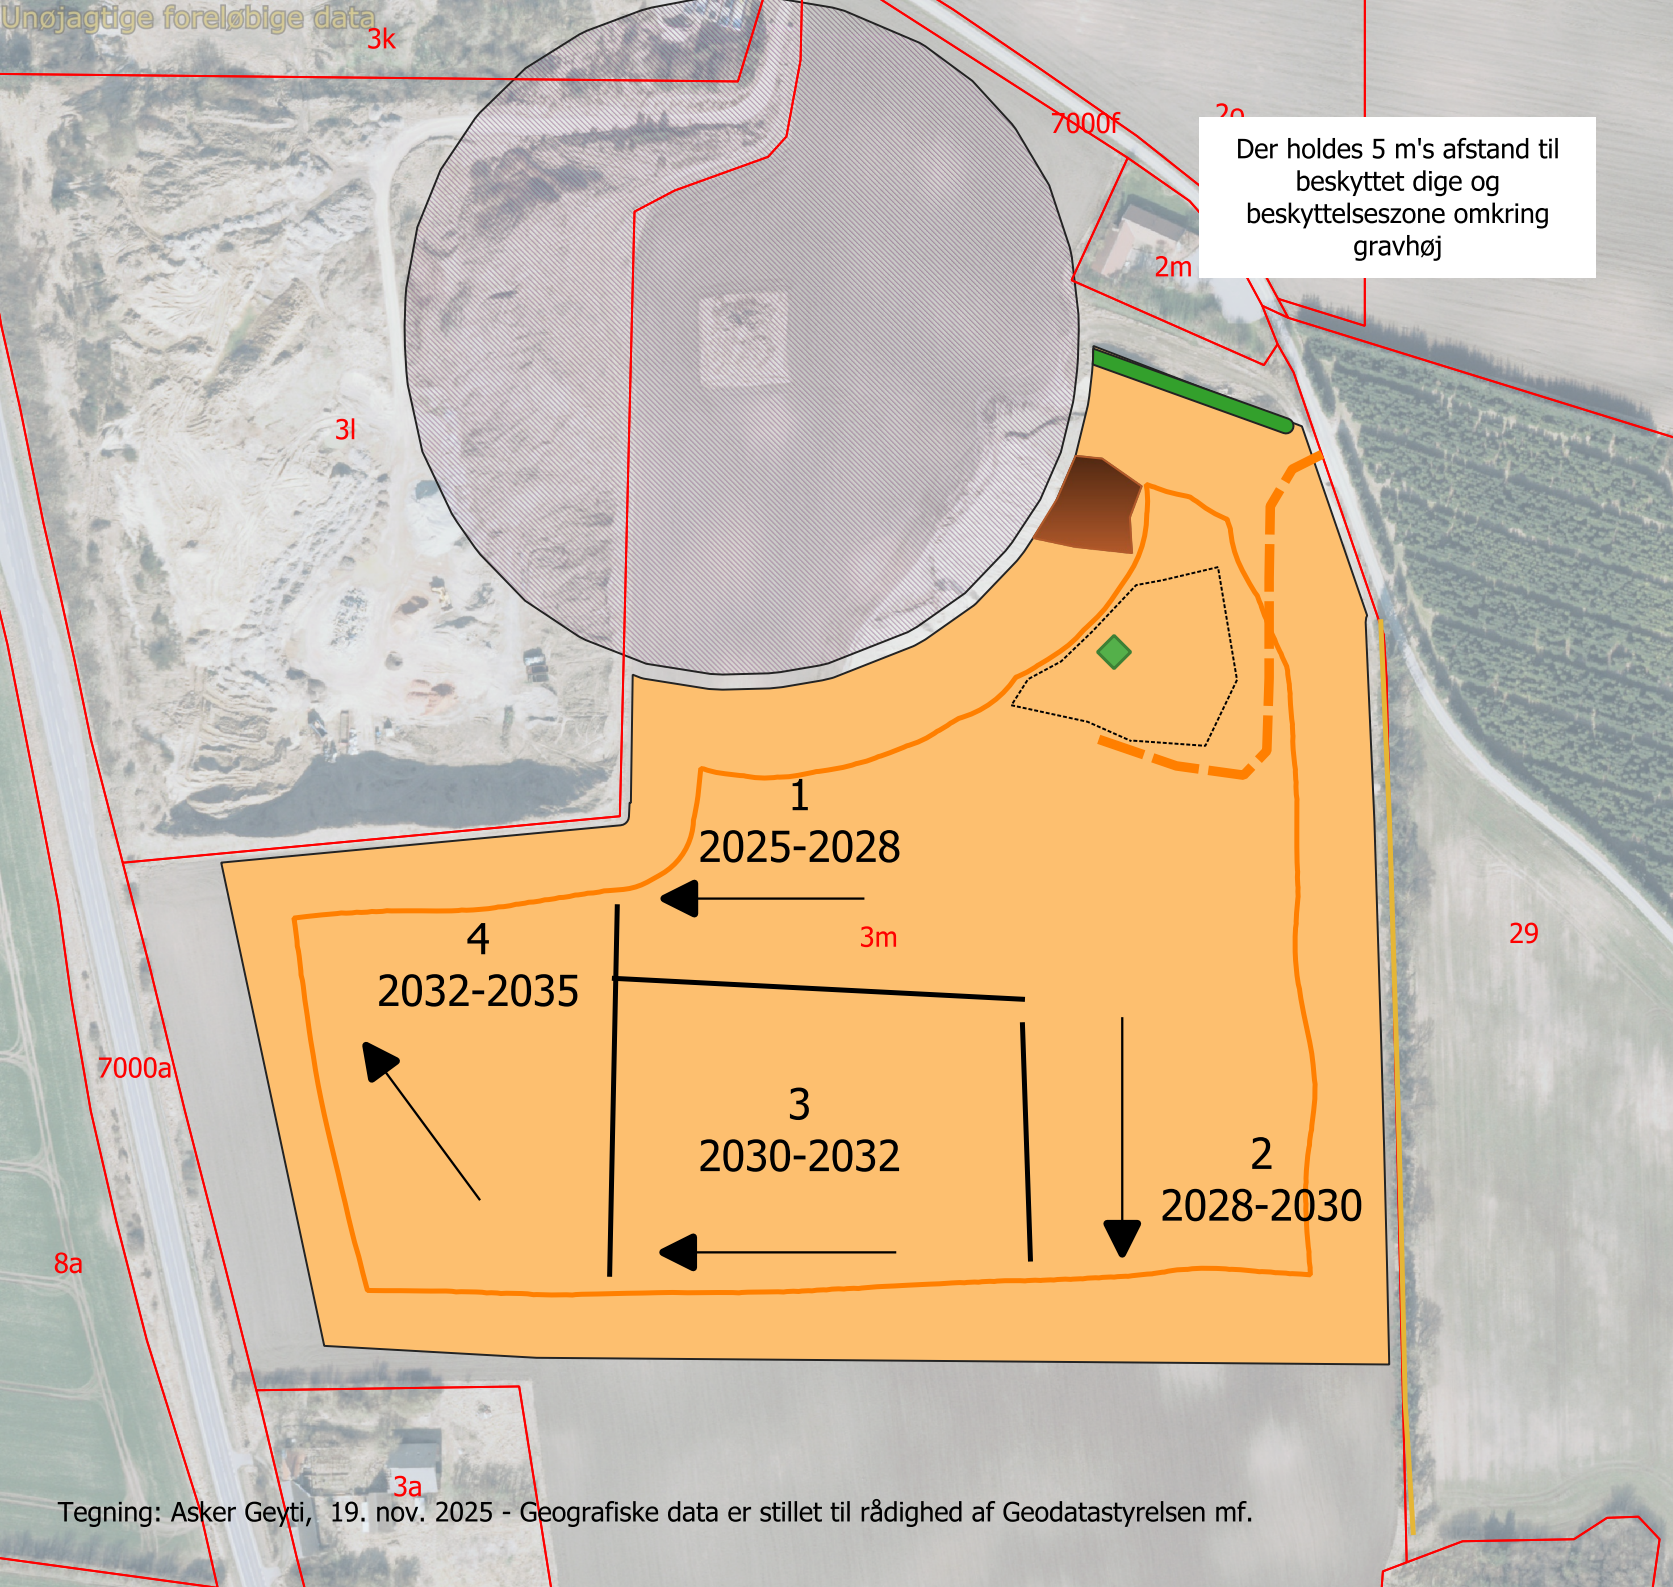 Unøjagtige foreløbige data
3k
7000f
Der holdes 5 m's afstand til
beskyttet dige og
beskyttelseszone omkring
gravhøj
2m
3l
1
2025-2028
3m
29
4
2032-2035
7000a
3
2030-2032
2
2028-2030
8a
3a
Tegning: Asker Geyti,  19. nov. 2025 - Geografiske data er stillet til rådighed af Geodatastyrelsen mf.